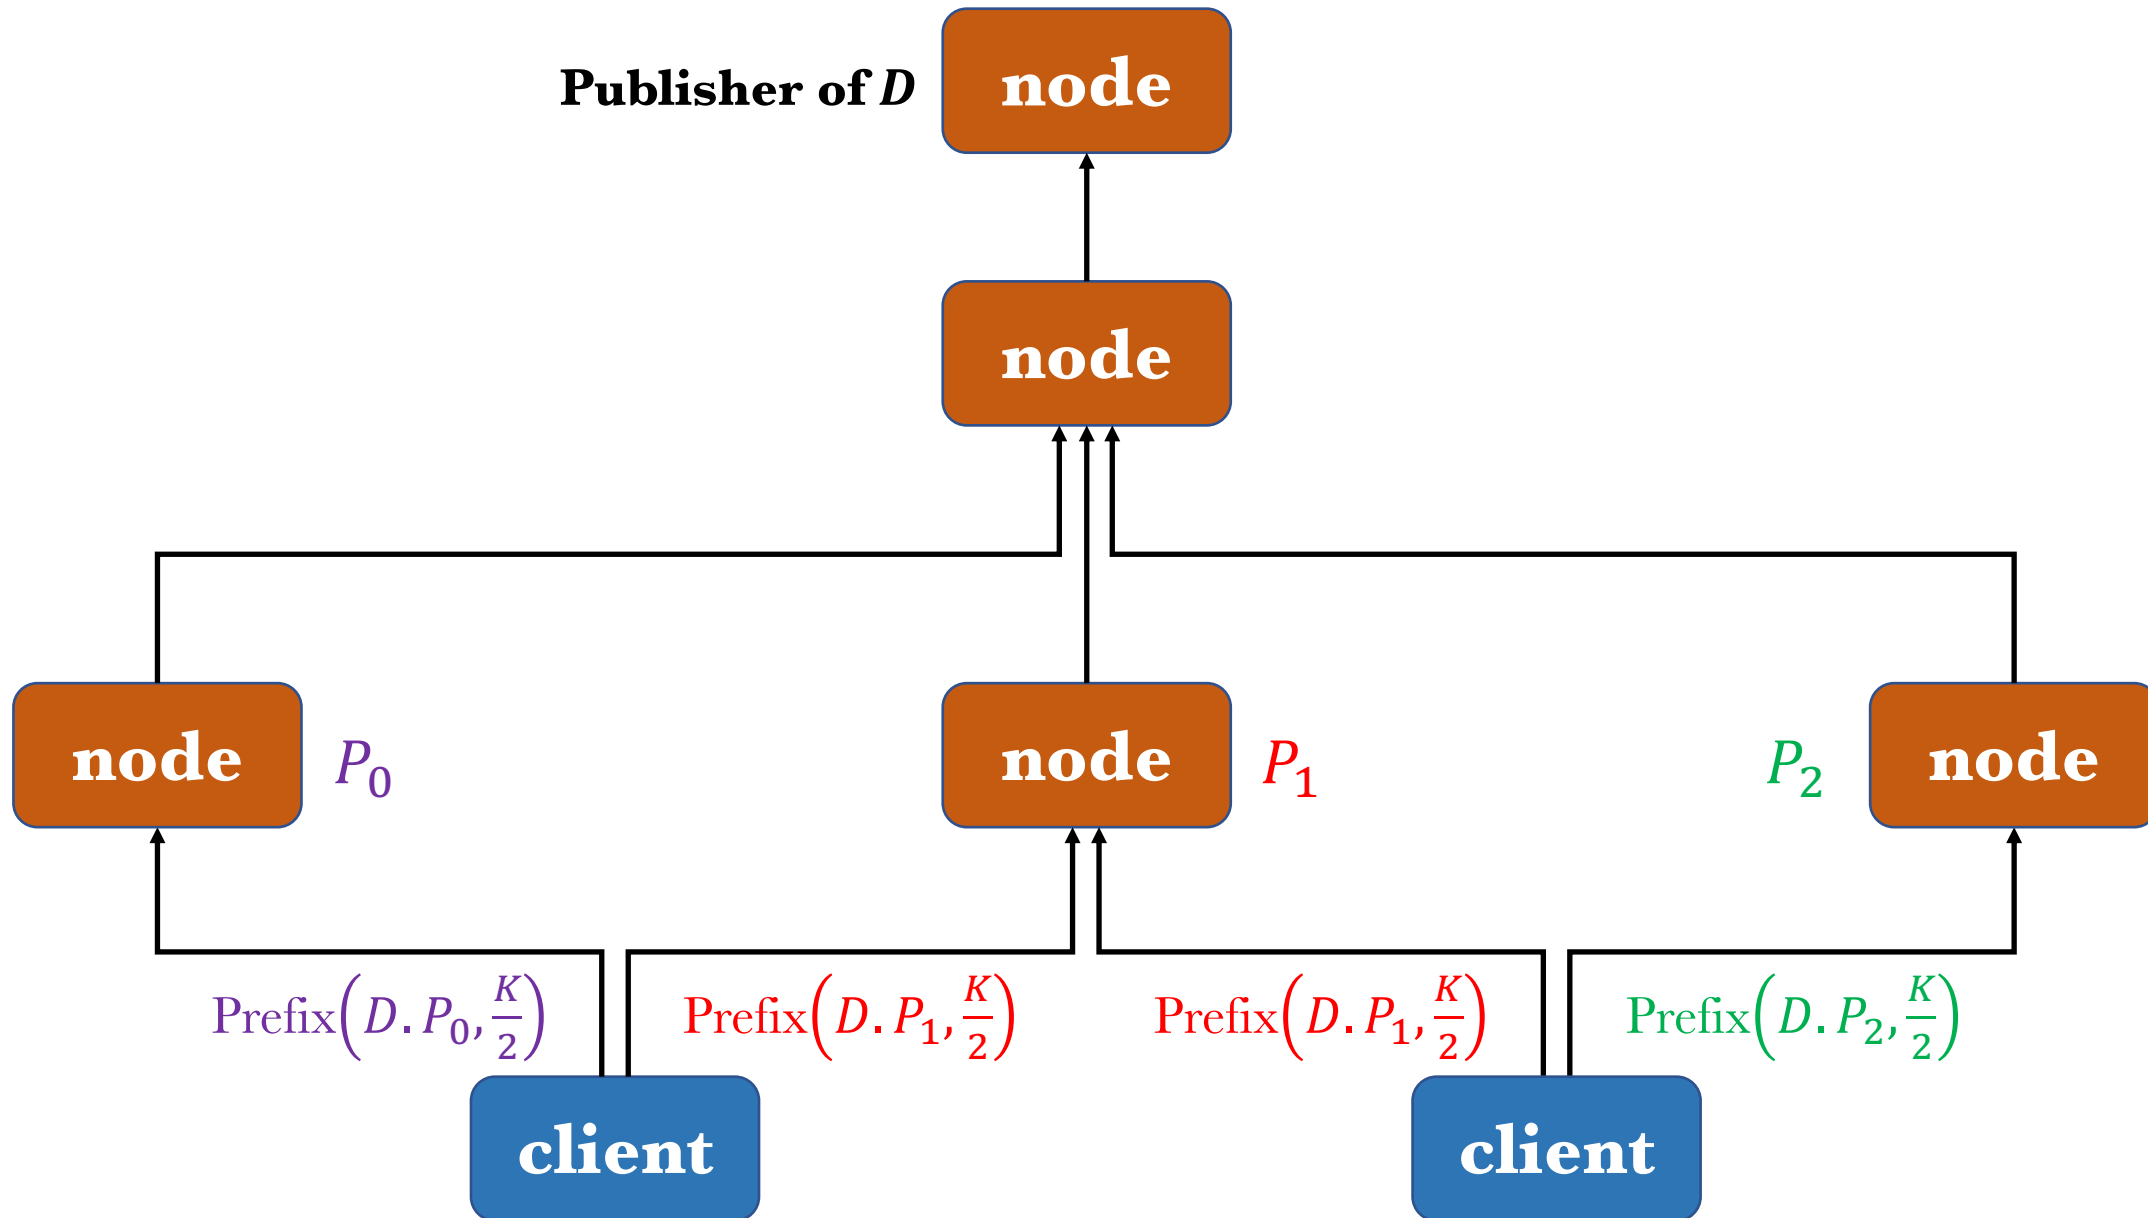 Publisher of D
node
node
node
P₀
node
P₁
P₂
node
Prefix(D.P₀, K/2)
Prefix(D.P₁, K/2)
Prefix(D.P₁, K/2)
Prefix(D.P₂, K/2)
client
client